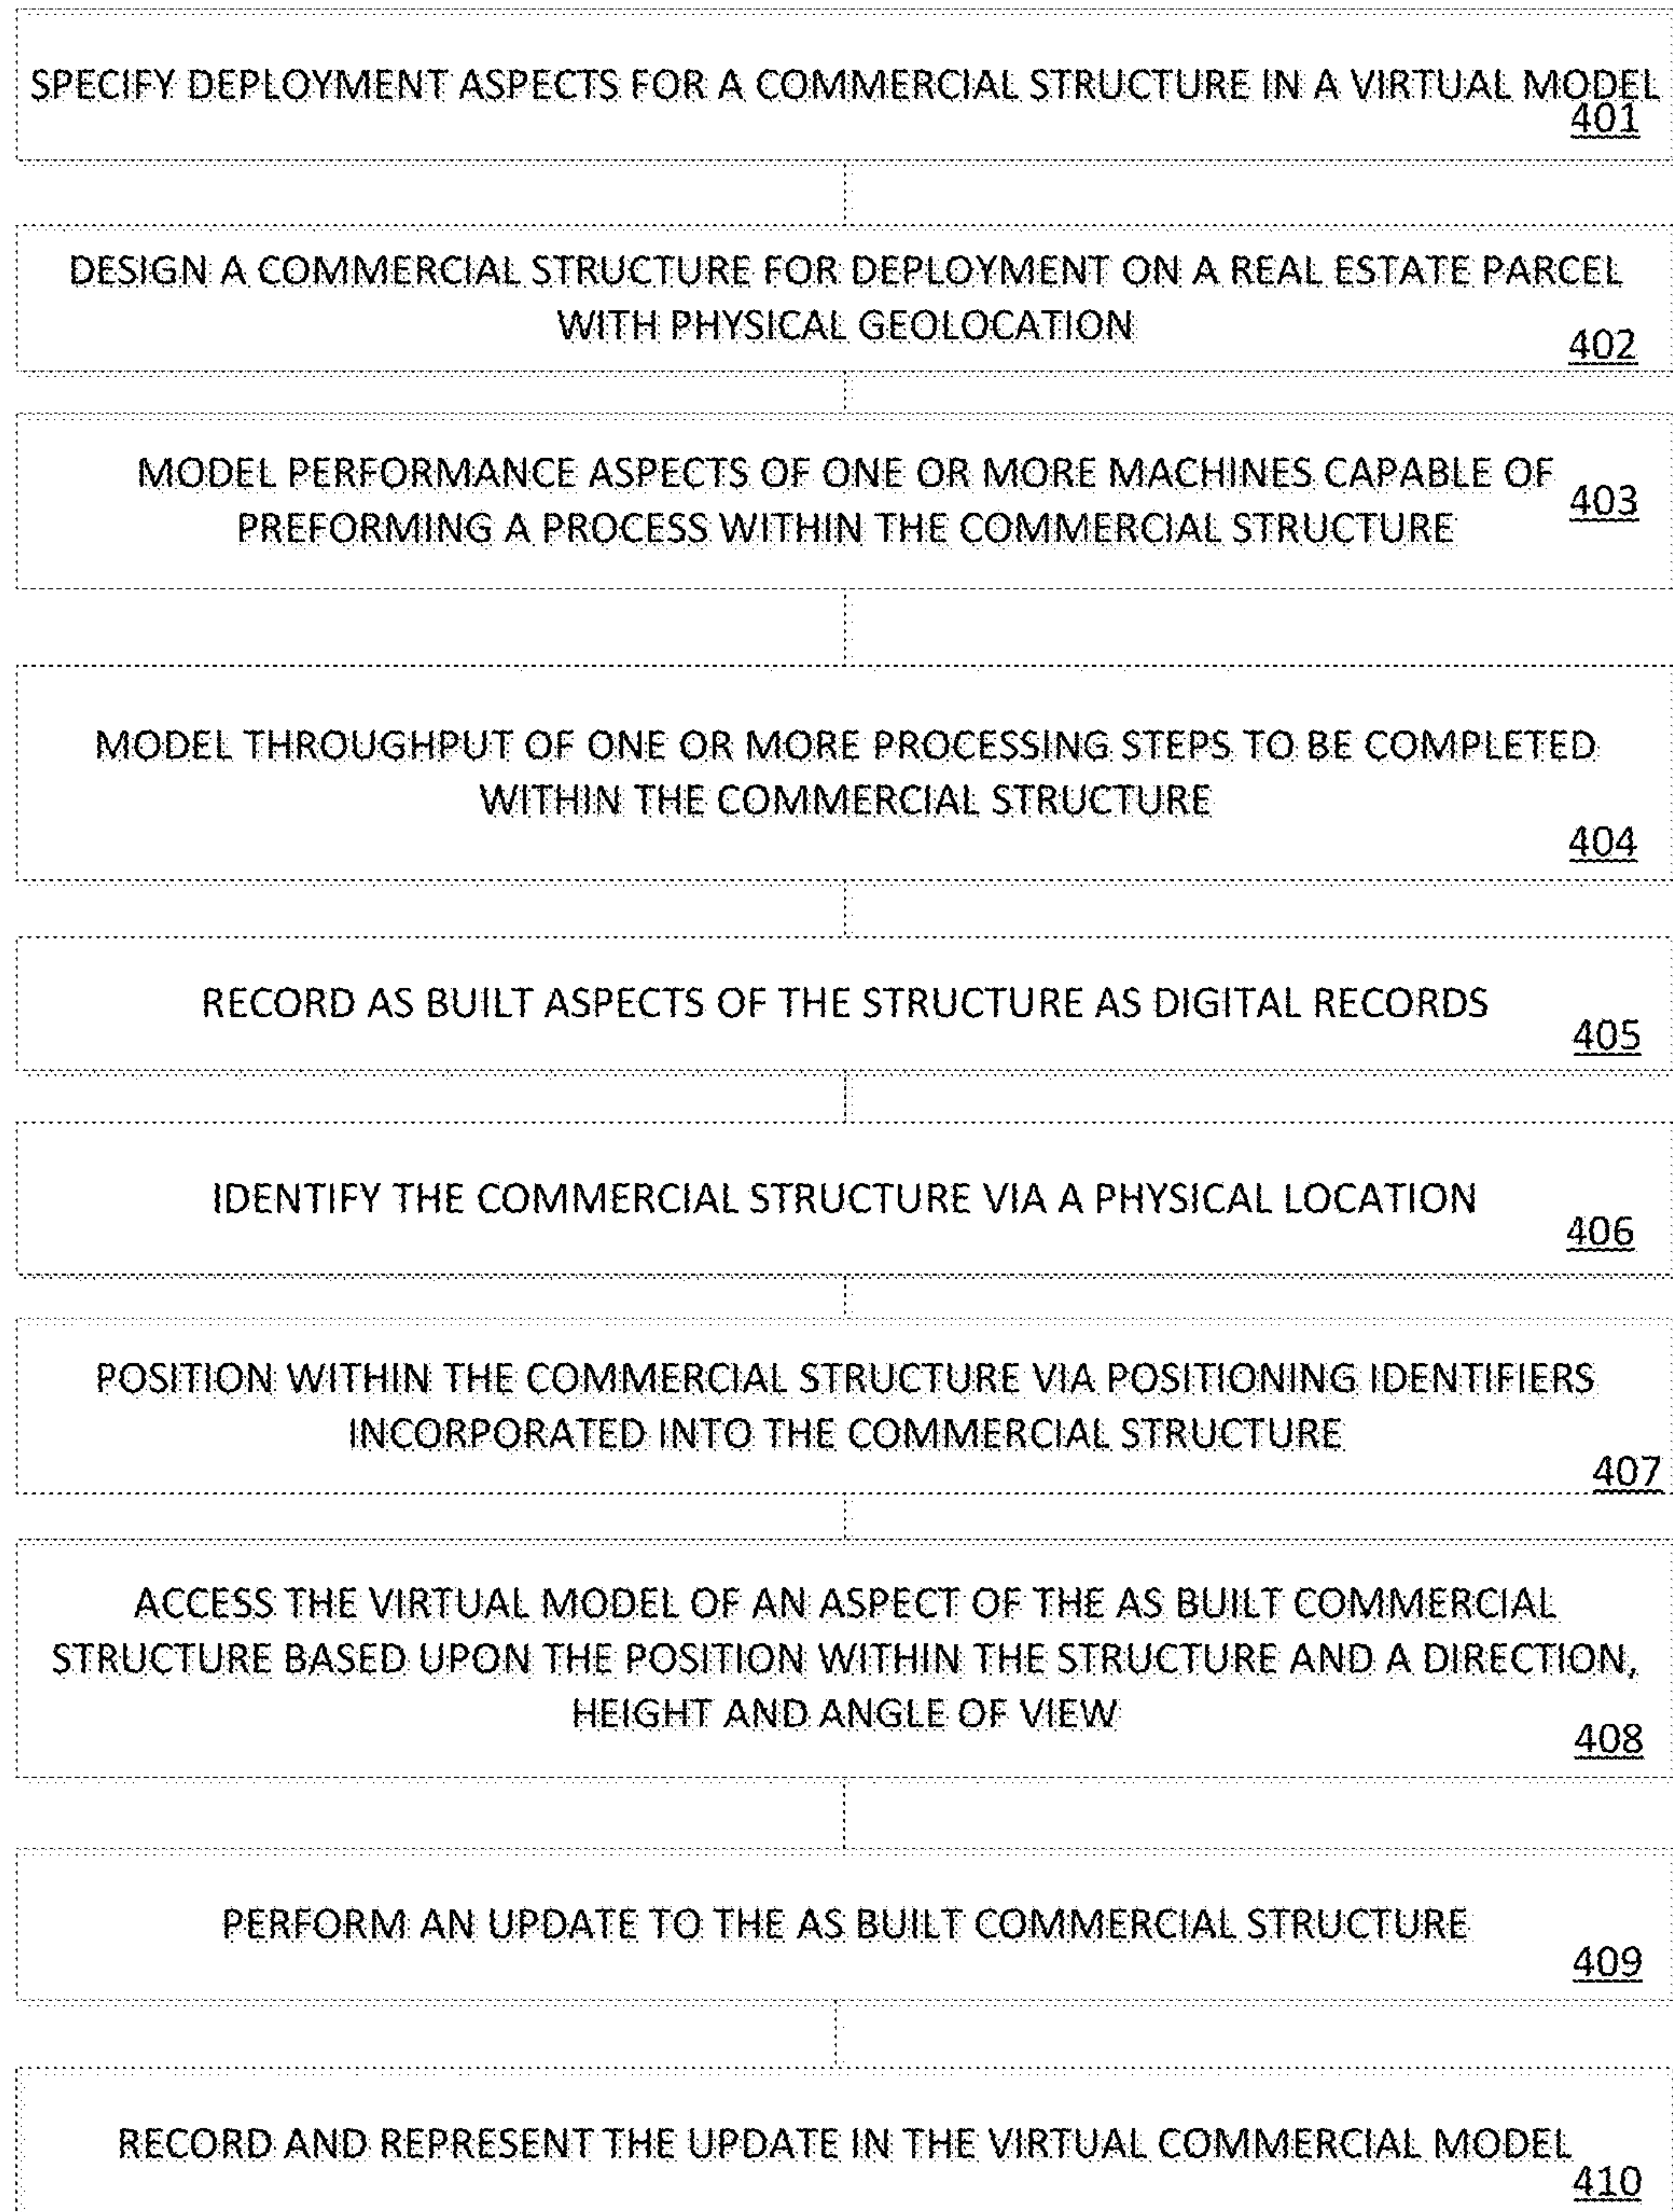 SPECIFY DEPLOYMENT ASPECTS FOR A COMMERCIAL STRUCTURE IN A VIRTUAL MODEL
401
DESIGN A COMMERCIAL STRUCTURE FOR DEPLOYMENT ON A REAL ESTATE PARCEL
WITH PHYSICAL GEOLOCATION
402
MODEL PERFORMANCE ASPECTS OF ONE OR MORE MACHINES CAPABLE OF
PREFORMING A PROCESS WITHIN THE COMMERCIAL STRUCTURE
403
MODEL THROUGHPUT OF ONE OR MORE PROCESSING STEPS TO BE COMPLETED
WITHIN THE COMMERCIAL STRUCTURE
404
RECORD AS BUILT ASPECTS OF THE STRUCTURE AS DIGITAL RECORDS
405
IDENTIFY THE COMMERCIAL STRUCTURE VIA A PHYSICAL LOCATION
406
POSITION WITHIN THE COMMERCIAL STRUCTURE VIA POSITIONING IDENTIFIERS
INCORPORATED INTO THE COMMERCIAL STRUCTURE
407
ACCESS THE VIRTUAL MODEL OF AN ASPECT OF THE AS BUILT COMMERCIAL
STRUCTURE BASED UPON THE POSITION WITHIN THE STRUCTURE AND A DIRECTION,
HEIGHT AND ANGLE OF VIEW
408
PERFORM AN UPDATE TO THE AS BUILT COMMERCIAL STRUCTURE
409
RECORD AND REPRESENT THE UPDATE IN THE VIRTUAL COMMERCIAL MODEL
410